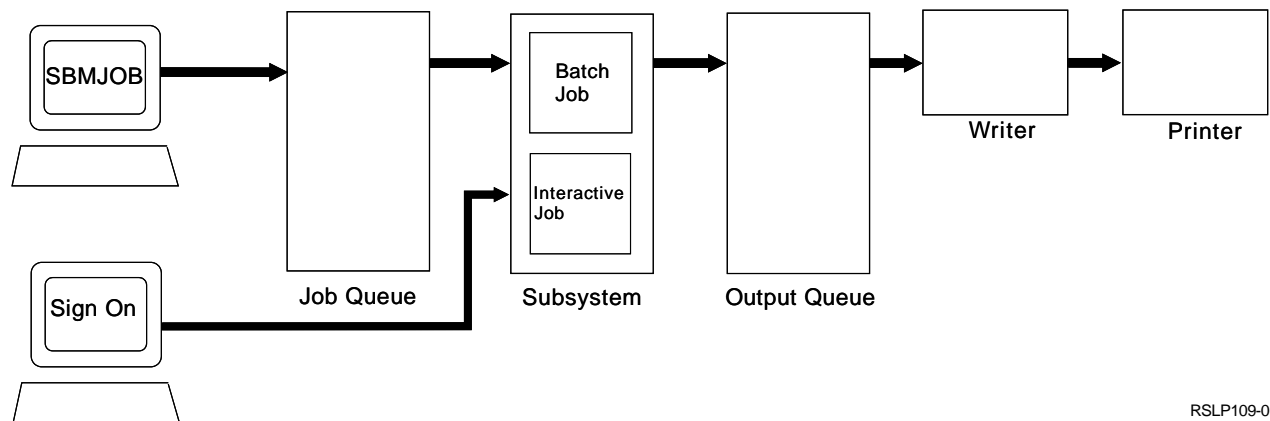 SBMJOB
Batch
Job
Interactive
Job
Writer
Printer
Job Queue
Subsystem
Output Queue
Sign On
RSLP109-0